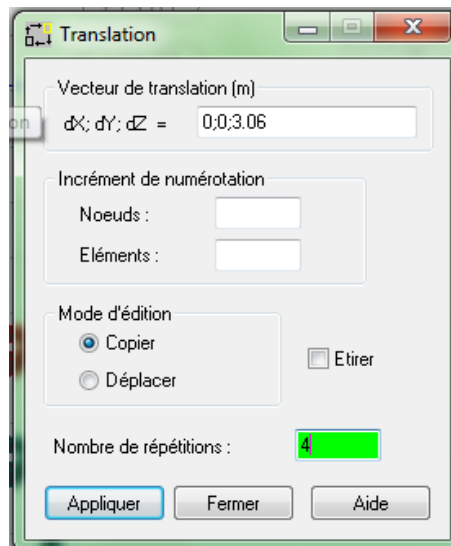 Translation
Vecteur de translation (m)
on
dX; dY; dZ = 0;0;3.06
Incrément de numérotation
Noeuds :
Eléments :
Mode d'édition
Copier
Etirer
Déplacer
Nombre de répétitions : 4
Appliquer Fermer Aide